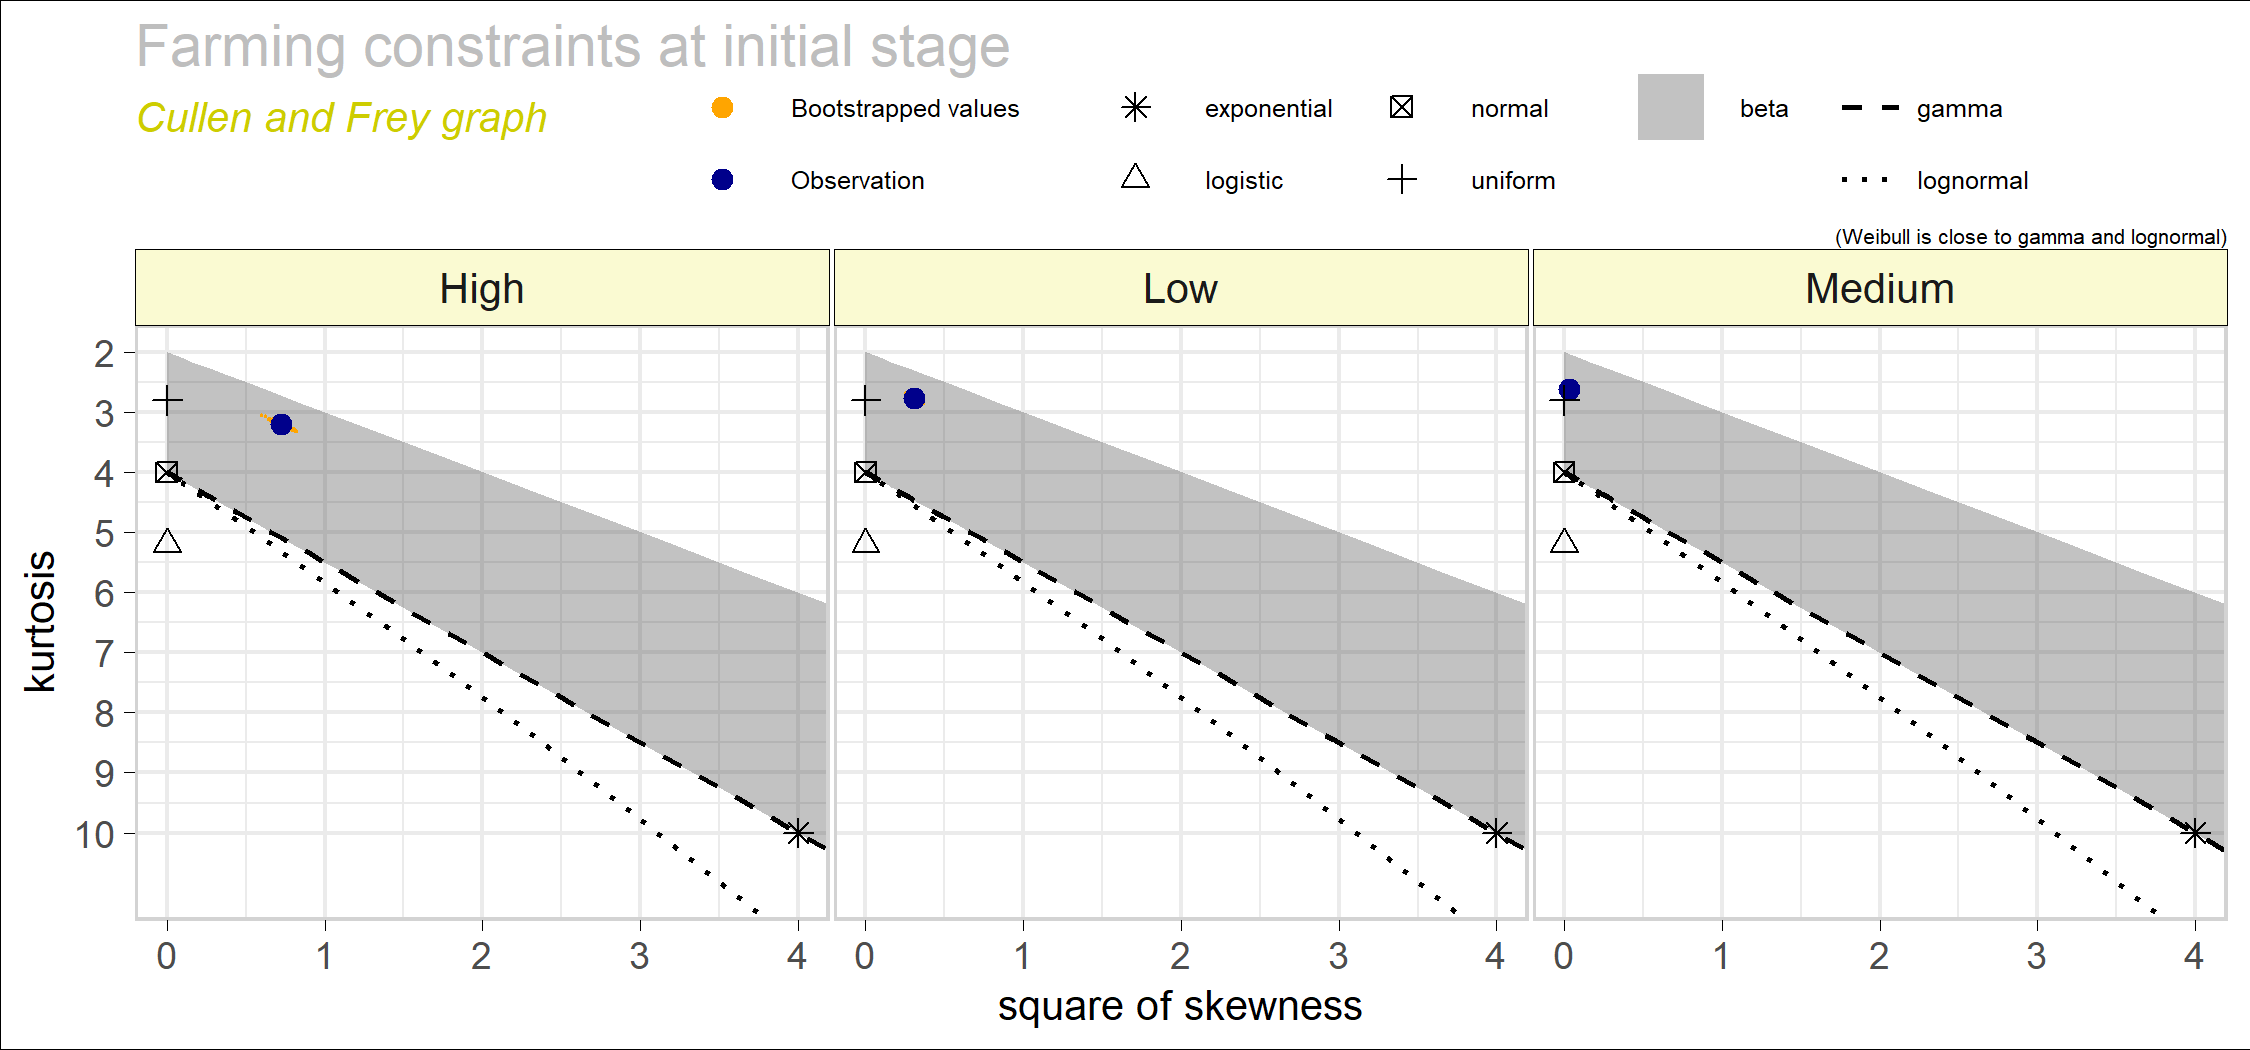 Farming constraints at initial stage
Cullen and Frey graph
Bootstrapped values
exponential
normal
beta
gamma
Observation
logistic
uniform
lognormal
(Weibull is close to gamma and lognormal)
High
Low
Medium
kurtosis
2
3
4
5
6
7
8
9
10
0 1 2 3 4
0 1 2 3 4
0 1 2 3 4
square of skewness